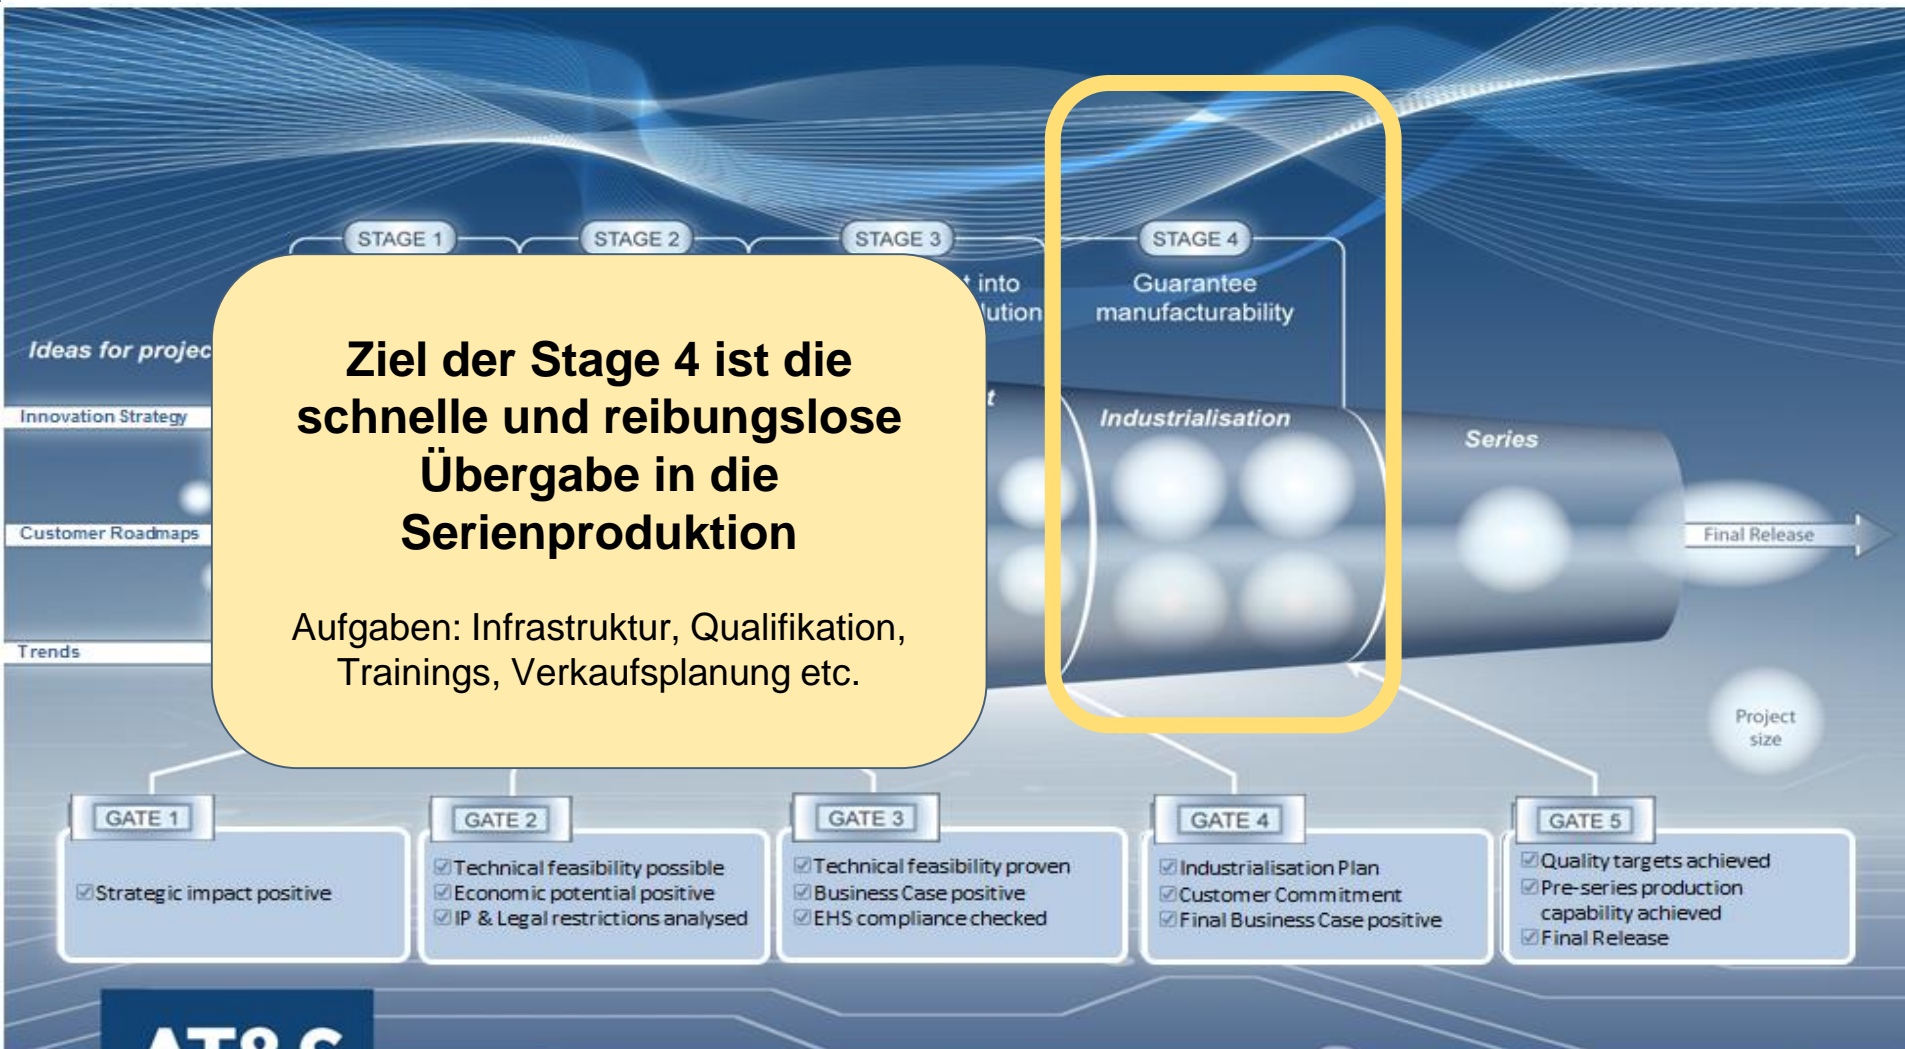 STAGE 1
STAGE 2
STAGE 3
STAGE 4
into
Guarantee
manufacturability
Ideas for
Innovation Strategy
Customer Roadmaps
Trends
Ziel der Stage 4 ist die
schnelle und reibungslose
Übergabe in die
Serienproduktion
Aufgaben: Infrastruktur, Qualifikation,
Trainings, Verkaufsplanung etc.
Industrialisation
Series
Final Release
Project
size
GATE 1
Strategic impact positive
GATE 2
Technical feasibility possible
Economic potential positive
IP & Legal restrictions analysed
GATE 3
Technical feasibility proven
Business Case positive
EHS compliance checked
GATE 4
Industrialisation Plan
Customer Commitment
Final Business Case positive
GATE 5
Quality targets achieved
Pre-series production
capability achieved
Final Release
AT&S